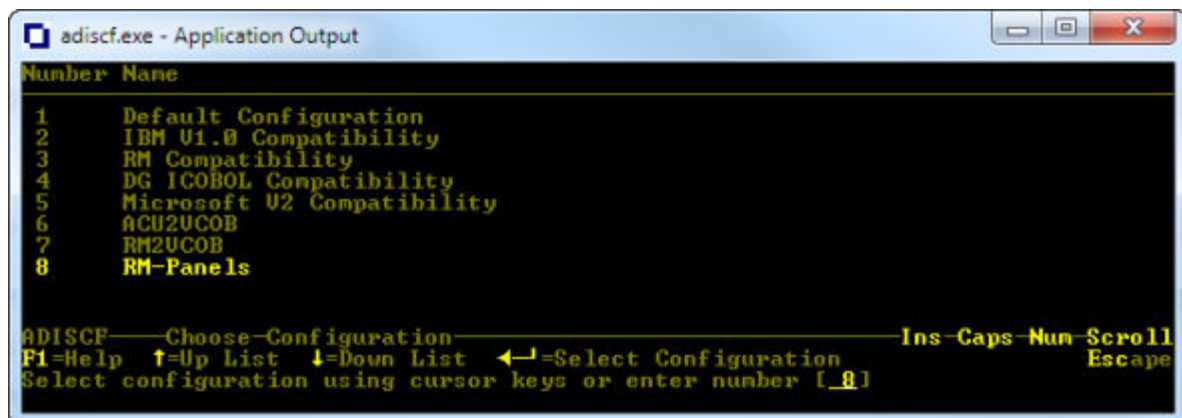 adiscf.exe - Application Output
Number Name
1 Default Configuration
2 IBM V1.0 Compatibility
3 RM Compatibility
4 DG ICOBOL Compatibility
5 Microsoft V2 Compatibility
6 ACU2VCOB
7 RM2VCOB
8 RM-Panels
ADISCF——Choose-Configuration——Ins-Caps-Num-Scroll
F1=Help ↑=Up List ↓=Down List ◄─┘=Select Configuration Escape
Select configuration using cursor keys or enter number [ 8]